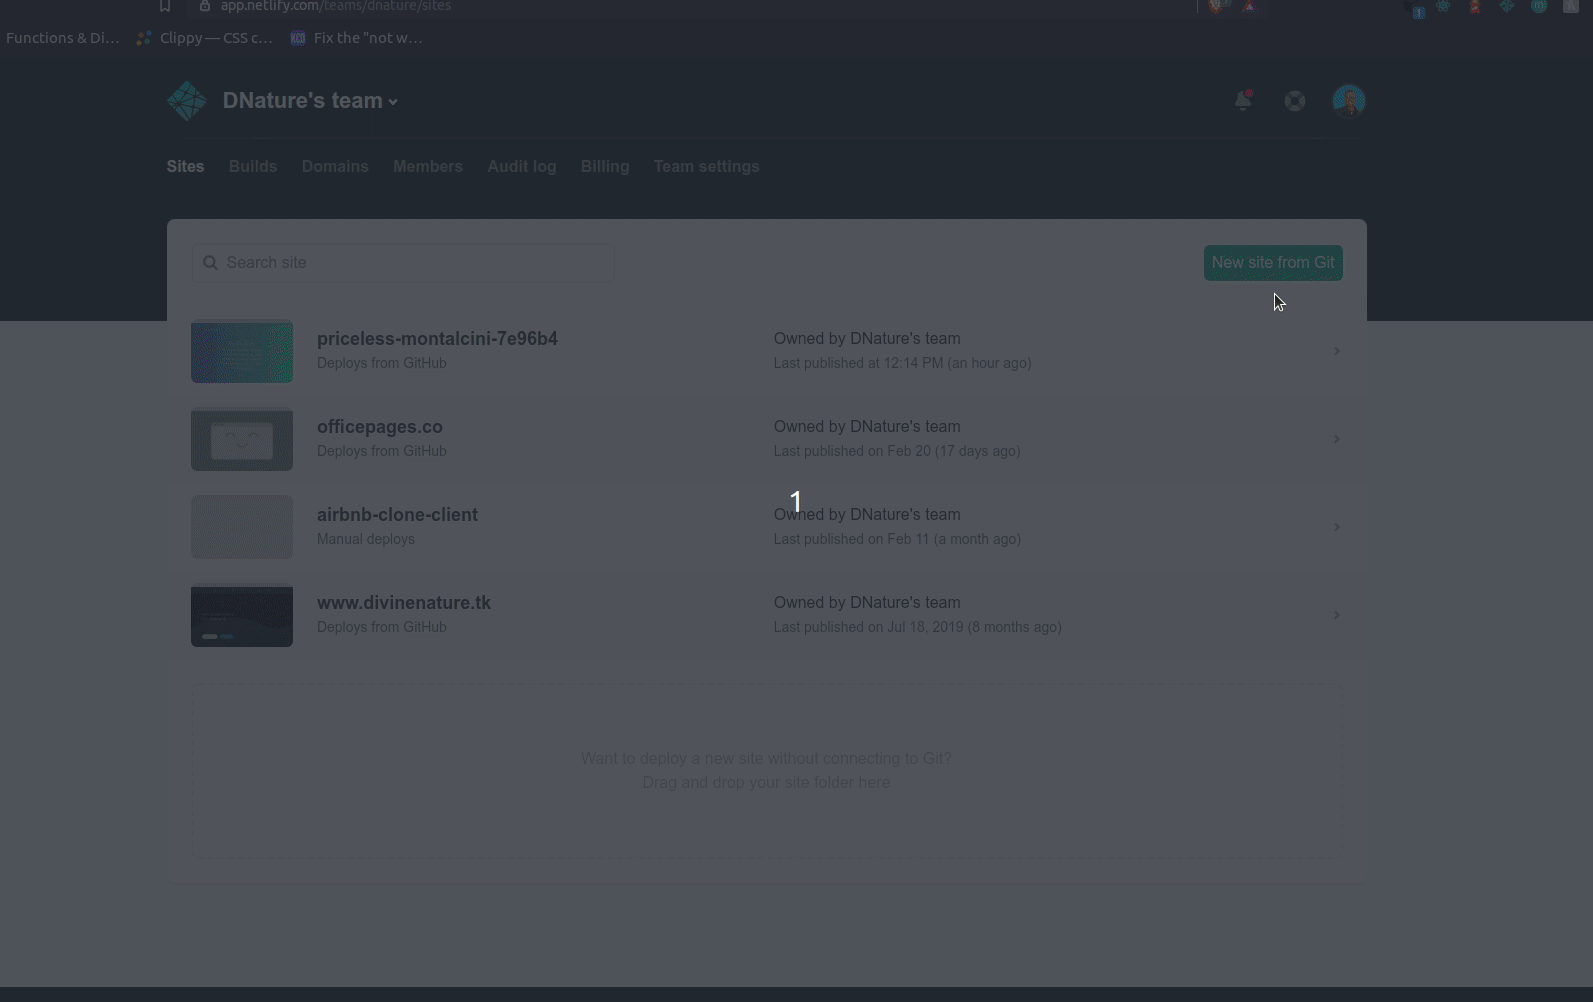 app.netlify.com/teams/dnature/sites
1
m
Functions & Di...
Clippy — CSS c...
KCD
Fix the "not w...
DNature's team
Sites
Builds
Domains
Members
Audit log
Billing
Team settings
Search site
New site from Git
priceless-montalcini-7e96b4
Deploys from GitHub
Owned by DNature's team
Last published at 12:14 PM (an hour ago)
officepages.co
Deploys from GitHub
Owned by DNature's team
Last published on Feb 20 (17 days ago)
1
airbnb-clone-client
Manual deploys
Owned by DNature's team
Last published on Feb 11 (a month ago)
www.divinenature.tk
Deploys from GitHub
Owned by DNature's team
Last published on Jul 18, 2019 (8 months ago)
Want to deploy a new site without connecting to Git?
Drag and drop your site folder here